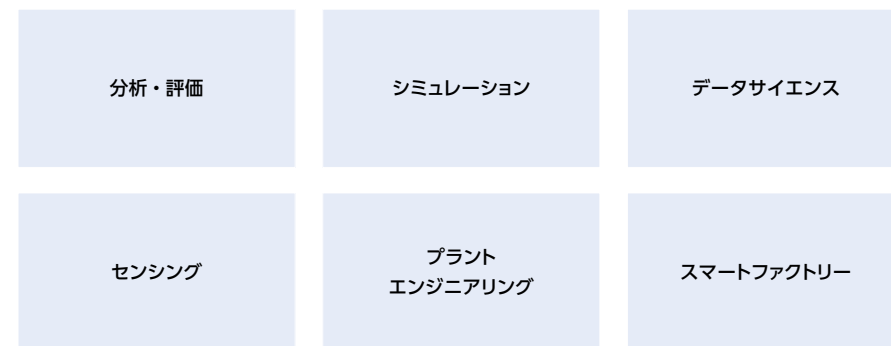 分析・評価
シミュレーション
データサイエンス
センシング
プラント
エンジニアリング
スマートファクトリー